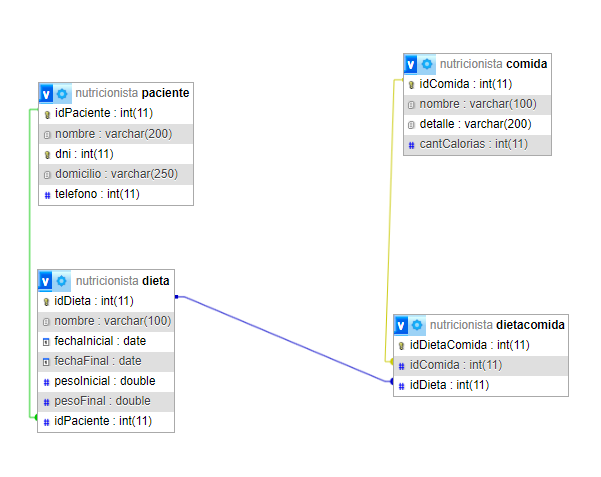 nutricionista paciente
idPaciente : int(11)
nombre : varchar(200)
dni : int(11)
domicilio : varchar(250)
telefono : int(11)
nutricionista comida
idComida : int(11)
nombre : varchar(100)
detalle : varchar(200)
cantCalorias : int(11)
nutricionista dieta
idDieta : int(11)
nombre : varchar(100)
fechaInicial : date
fechaFinal : date
pesoInicial : double
pesoFinal : double
idPaciente : int(11)
nutricionista dietacomida
idDietaComida : int(11)
idComida : int(11)
idDieta : int(11)